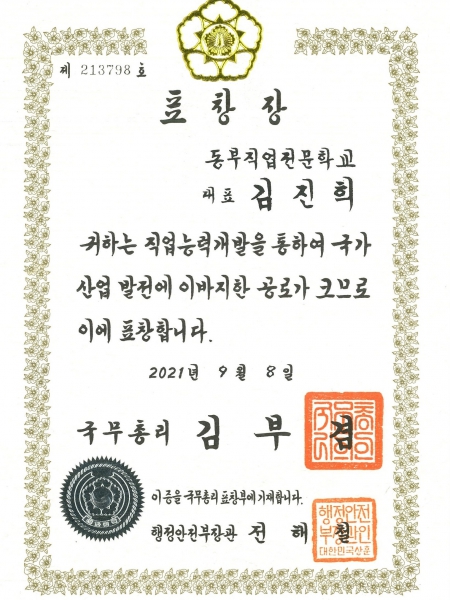 제 213798 호
표 창 장
동부직업전문학교
대표 김 진 희
귀하는 직업능력개발을 통하여 국가
산업 발전에 이바지한 공로가 크므로
이에 표창합니다.
2021년 9월 8일
국무총리 김 부 겸
이 증을 국무총리 표창부에 기재합니다.
행정안전부장관 전 해 철
행정안전
부장관인
대한민국상훈